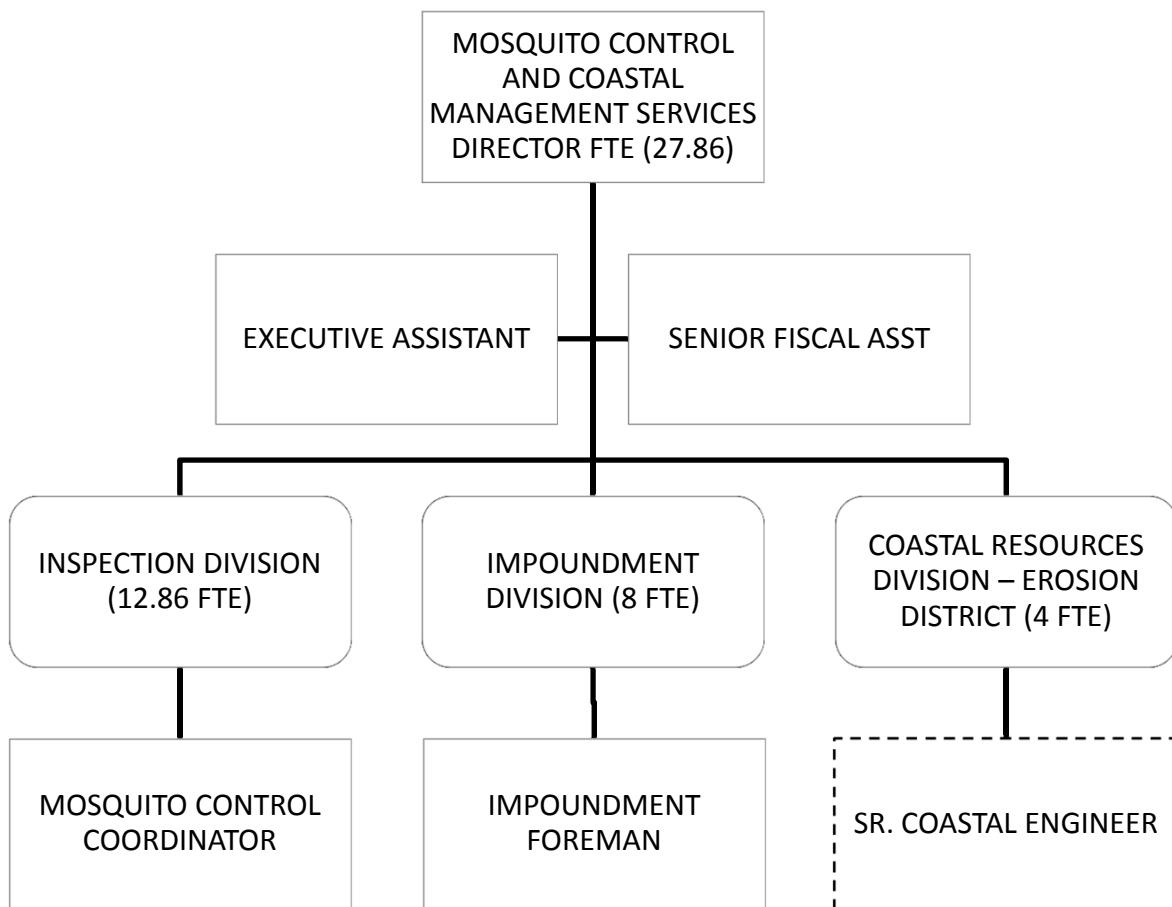 MOSQUITO CONTROL
AND COASTAL
MANAGEMENT SERVICES
DIRECTOR FTE (27.86)
EXECUTIVE ASSISTANT
SENIOR FISCAL ASST
INSPECTION DIVISION
(12.86 FTE)
IMPOUNDMENT
DIVISION (8 FTE)
COASTAL RESOURCES
DIVISION – EROSION
DISTRICT (4 FTE)
MOSQUITO CONTROL
COORDINATOR
IMPOUNDMENT
FOREMAN
SR. COASTAL ENGINEER